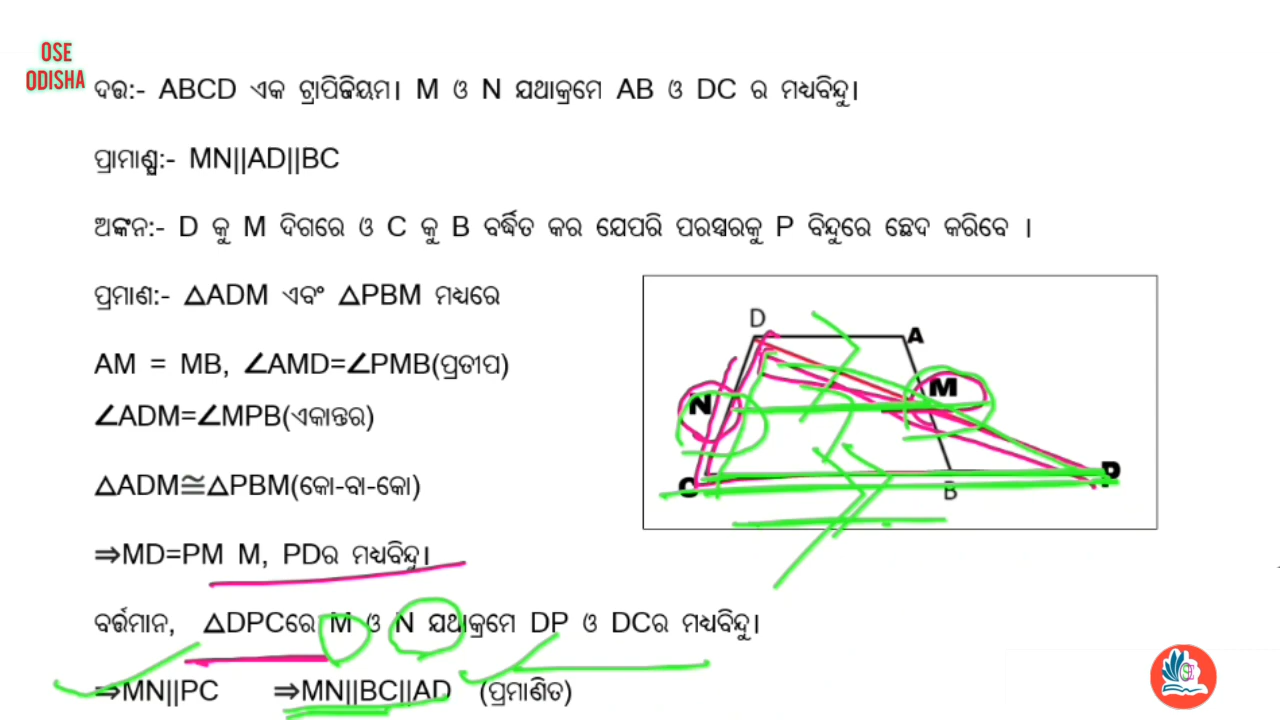 OSE
ODISHA
ଦତ୍ତ:- ABCD ଏକ ଟ୍ରାପିଜିୟମ। M ଓ N ଯଥାକ୍ରମେ AB ଓ DC ର ମଧ୍ୟବିନ୍ଦୁ।
ପ୍ରାମାଣ୍ଯ:- MN||AD||BC
ଅଙ୍କନ:- D କୁ M ଦିଗରେ ଓ C କୁ B ବର୍ଦ୍ଧିତ କର ଯେପରି ପରସ୍ପରକୁ P ବିନ୍ଦୁରେ ଛେଦ କରିବେ ।
ପ୍ରମାଣ:- △ADM ଏବଂ △PBM ମଧ୍ୟରେ
AM = MB, ∠AMD=∠PMB(ପ୍ରତୀପ)
∠ADM=∠MPB(ଏକାନ୍ତର)
△ADM≅△PBM(କୋ-ବା-କୋ)
⇒MD=PM M, PDର ମଧ୍ୟବିନ୍ଦୁ।
ବର୍ତ୍ତମାନ, △DPCରେ M ଓ N ଯଥାକ୍ରମେ DP ଓ DCର ମଧ୍ୟବିନ୍ଦୁ।
⇒MN||PC ⇒MN||BC||AD (ପ୍ରମାଣିତ)
D
A
N
M
C
B
P